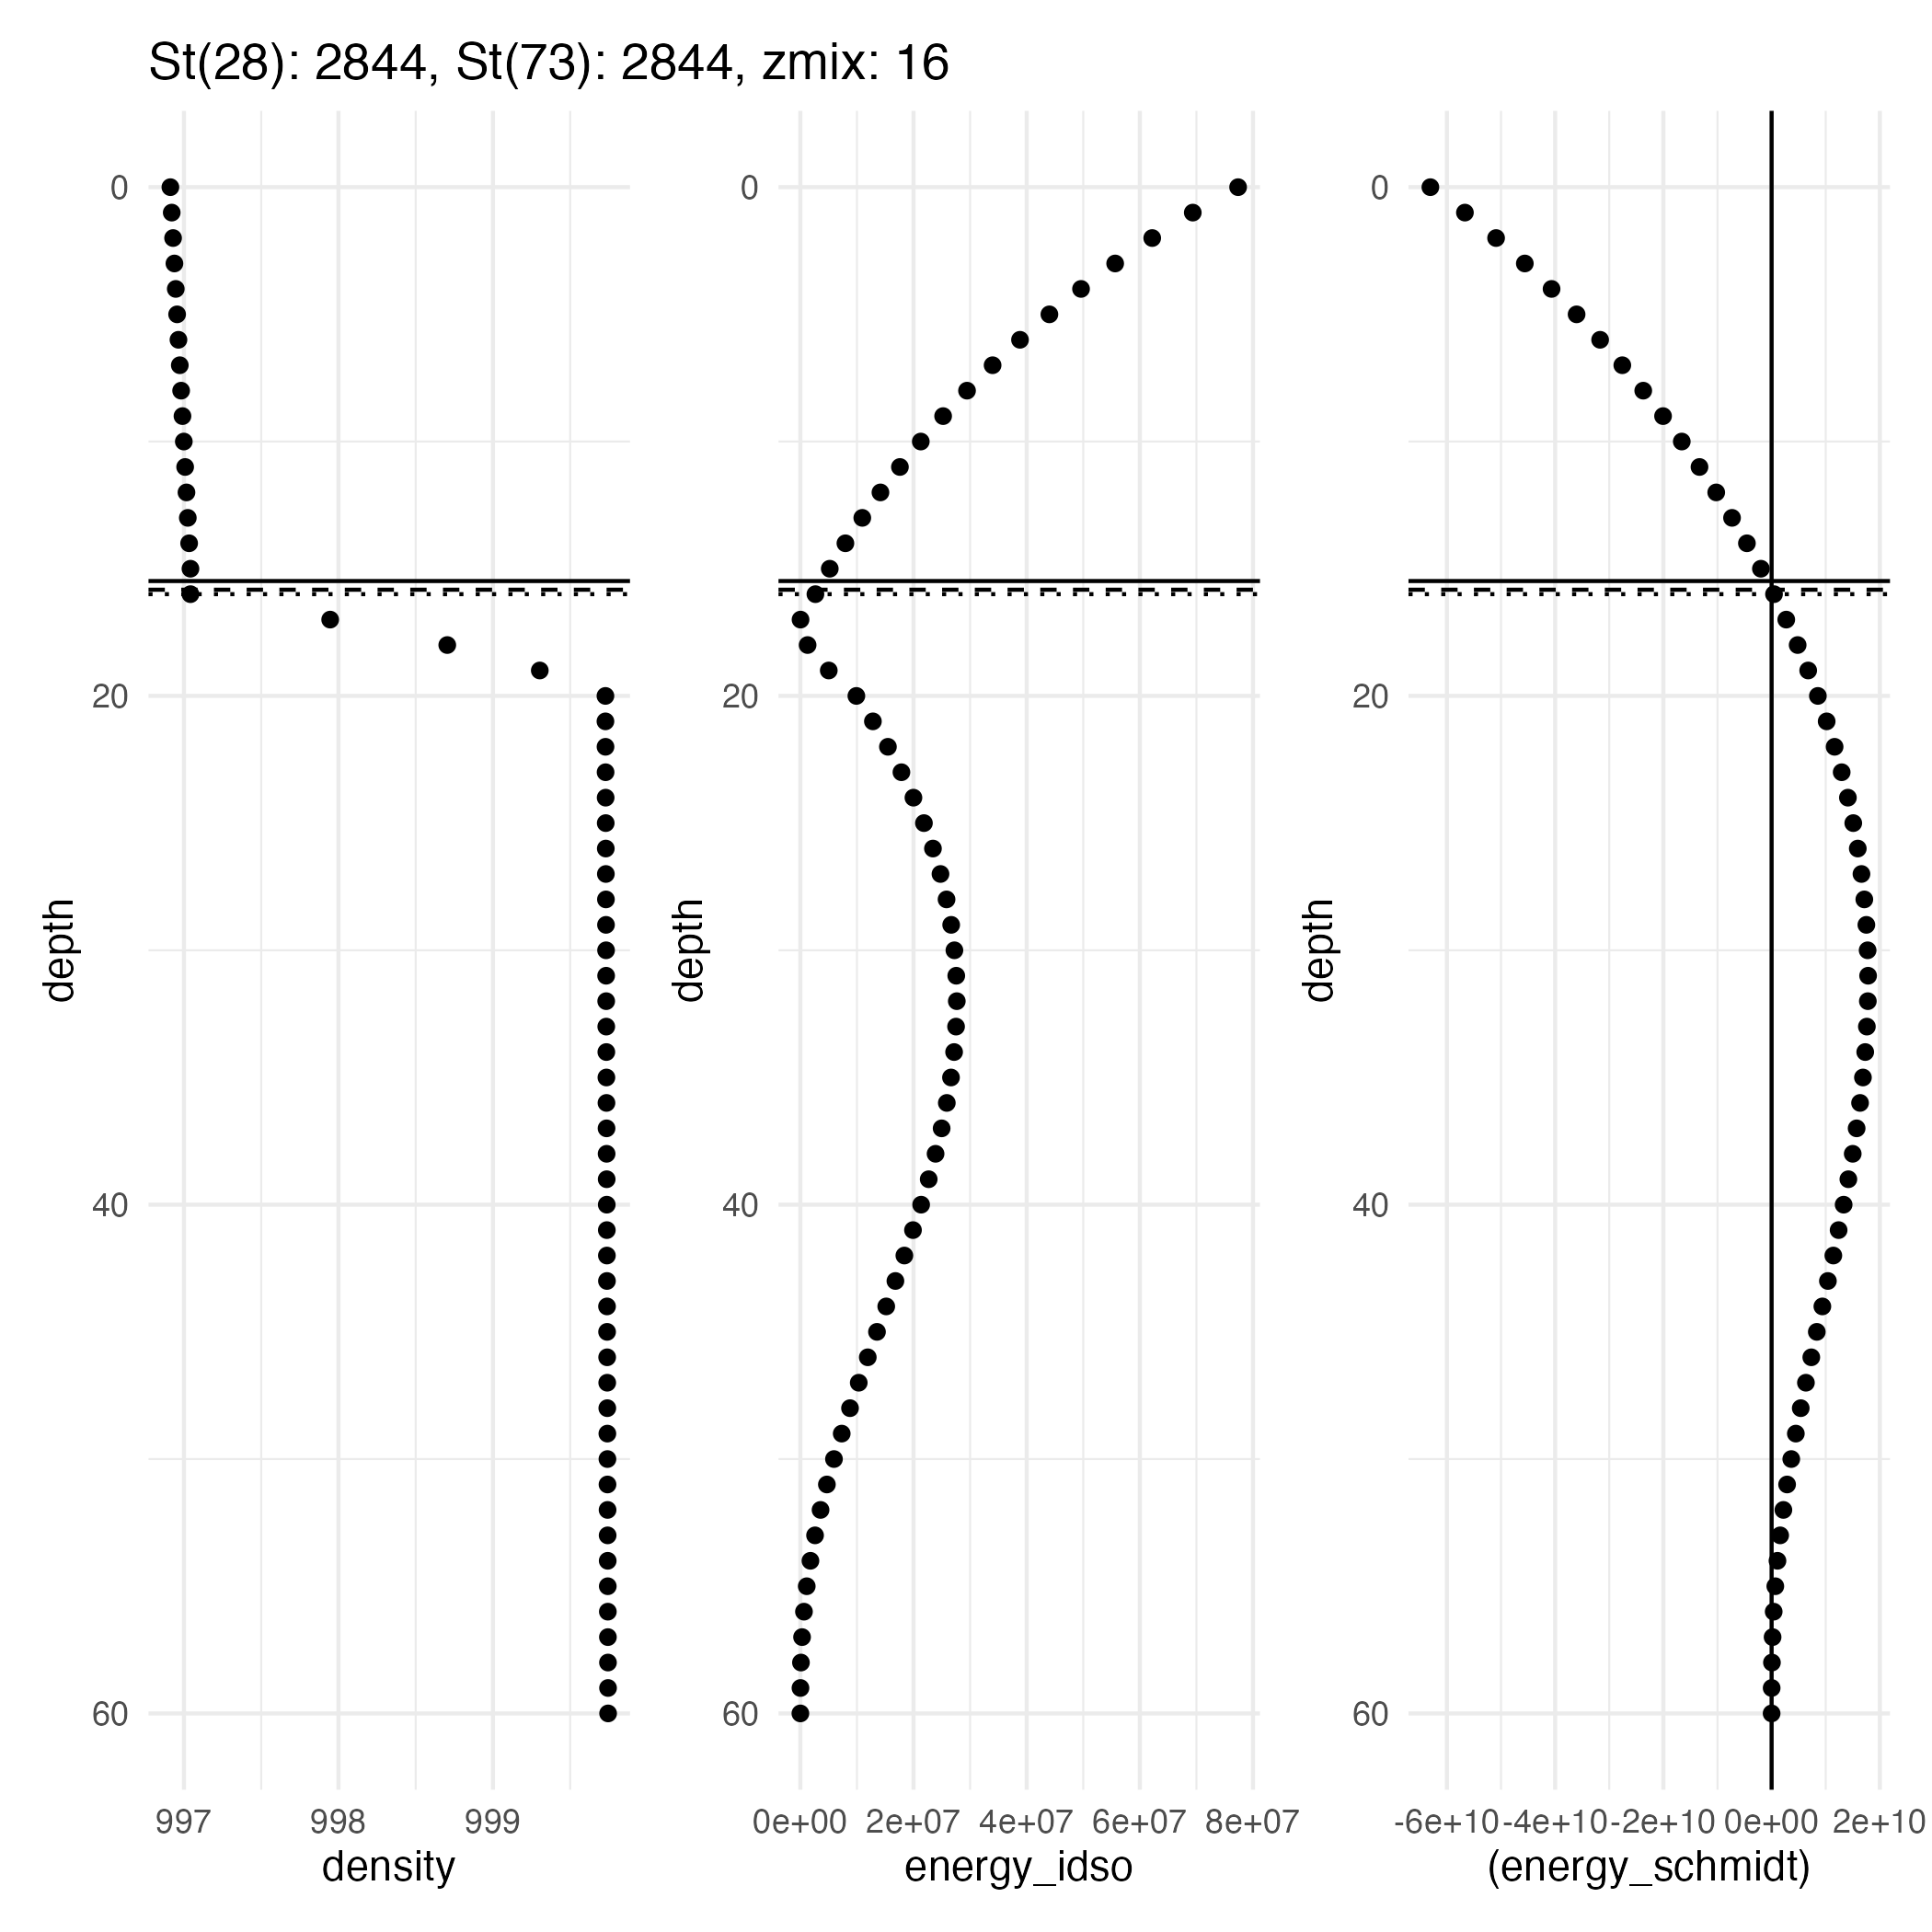 St(28): 2844, St(73): 2844, zmix: 16
0
20
40
60
depth
997 998 999
density
0
20
40
60
depth
0e+00 2e+07 4e+07 6e+07 8e+07
energy_idso
0
20
40
60
depth
-6e+10 -4e+10 -2e+10 0e+00 2e+10
(energy_schmidt)